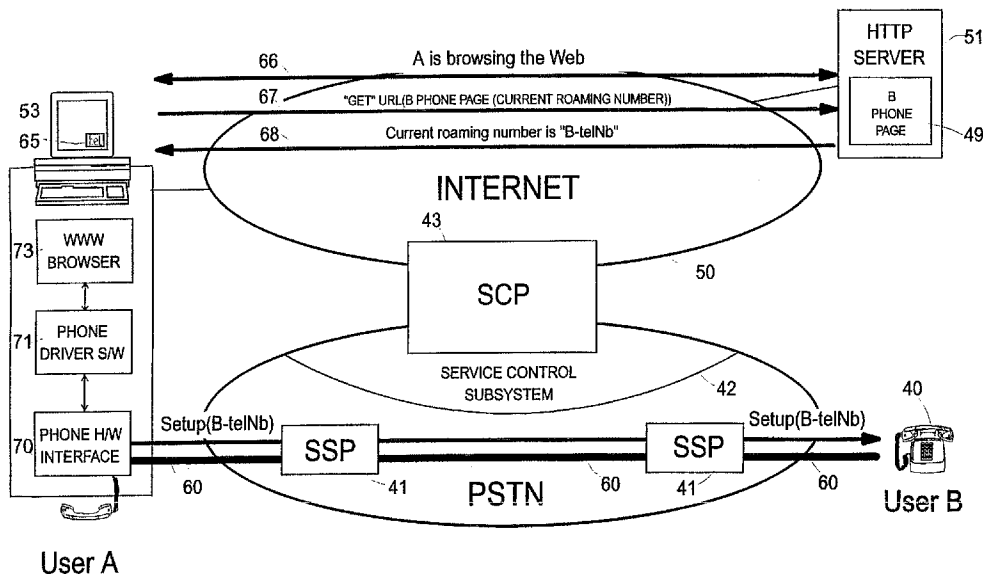 66
A is browsing the Web
HTTP
SERVER
51
B
PHONE
PAGE
49
67
"GET" URL(B PHONE PAGE (CURRENT ROAMING NUMBER))
53
65
tel
68
Current roaming number is "B-telNb"
INTERNET
43
73
WWW
BROWSER
50
SCP
71
PHONE
DRIVER S/W
SERVICE CONTROL
SUBSYSTEM
42
40
Setup(B-telNb)
Setup(B-telNb)
70
PHONE H/W
INTERFACE
SSP
SSP
60
41
60
41
60
PSTN
User B
User A